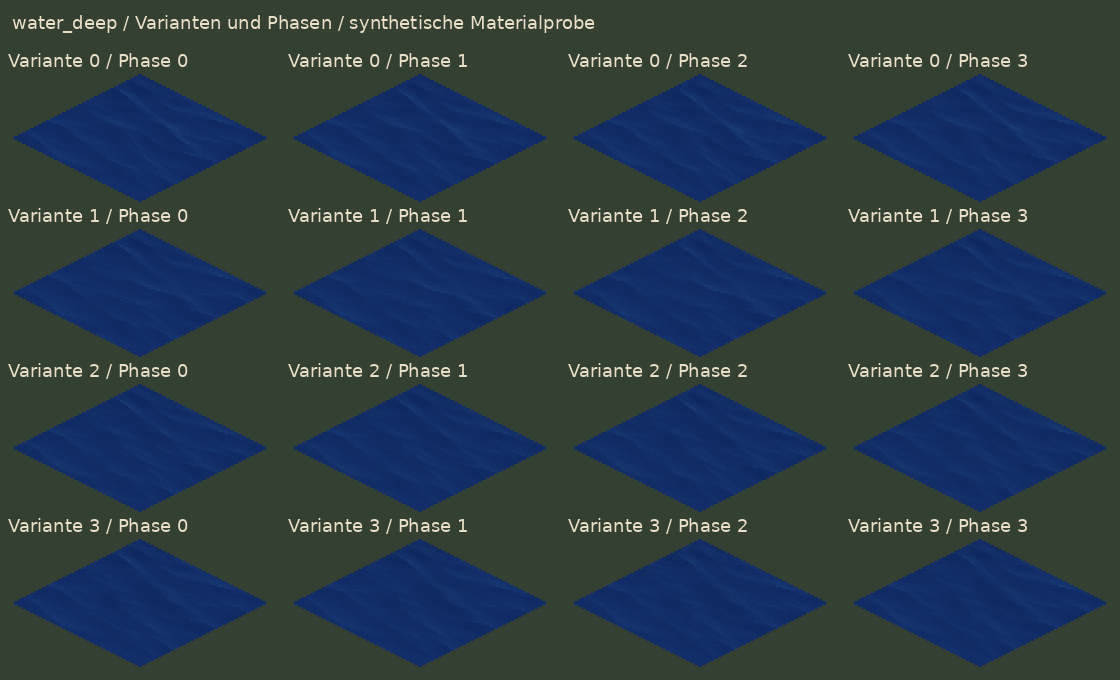 water_deep / Varianten und Phasen / synthetische Materialprobe
Variante 0 / Phase 0
Variante 0 / Phase 1
Variante 0 / Phase 2
Variante 0 / Phase 3
Variante 1 / Phase 0
Variante 1 / Phase 1
Variante 1 / Phase 2
Variante 1 / Phase 3
Variante 2 / Phase 0
Variante 2 / Phase 1
Variante 2 / Phase 2
Variante 2 / Phase 3
Variante 3 / Phase 0
Variante 3 / Phase 1
Variante 3 / Phase 2
Variante 3 / Phase 3